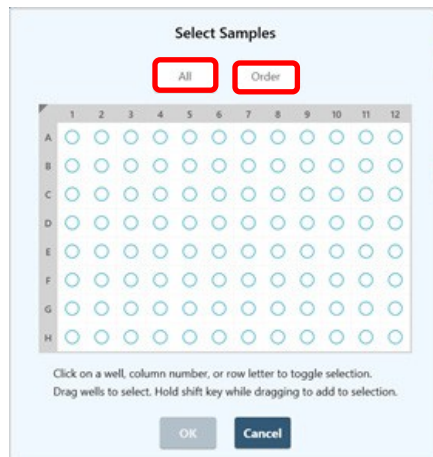 Select Samples
All Order
1 2 3 4 5 6 7 8 9 10 11 12
A
B
C
D
E
F
G
H
Click on a well, column number, or row letter to toggle selection.
Drag wells to select. Hold shift key while dragging to add to selection.
OK Cancel